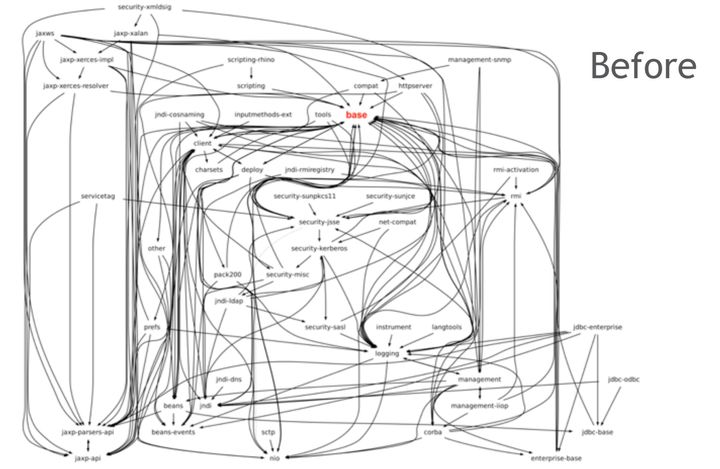 security-xmldsig
Before
jaxws
jaxp-xalan
jaxp-xerces-impl
scripting-rhino
management-snmp
jaxp-xerces-resolver
scripting
compat
httpserver
jndi-cosnaming
inputmethods-ext
tools
base
client
charsets
deploy
jndi-rmiregistry
rmi-activation
servicetag
security-sunpkcs11
security-sunjce
rmi
security-jsse
net-compat
other
security-kerberos
pack200
security-misc
jndi-ldap
prefs
security-sasl
instrument
langtools
jdbc-enterprise
logging
jndi-dns
management
jdbc-odbc
beans
jndi
management-iiop
jaxp-parsers-api
beans-events
sctp
corba
jdbc-base
jaxp-api
nio
enterprise-base